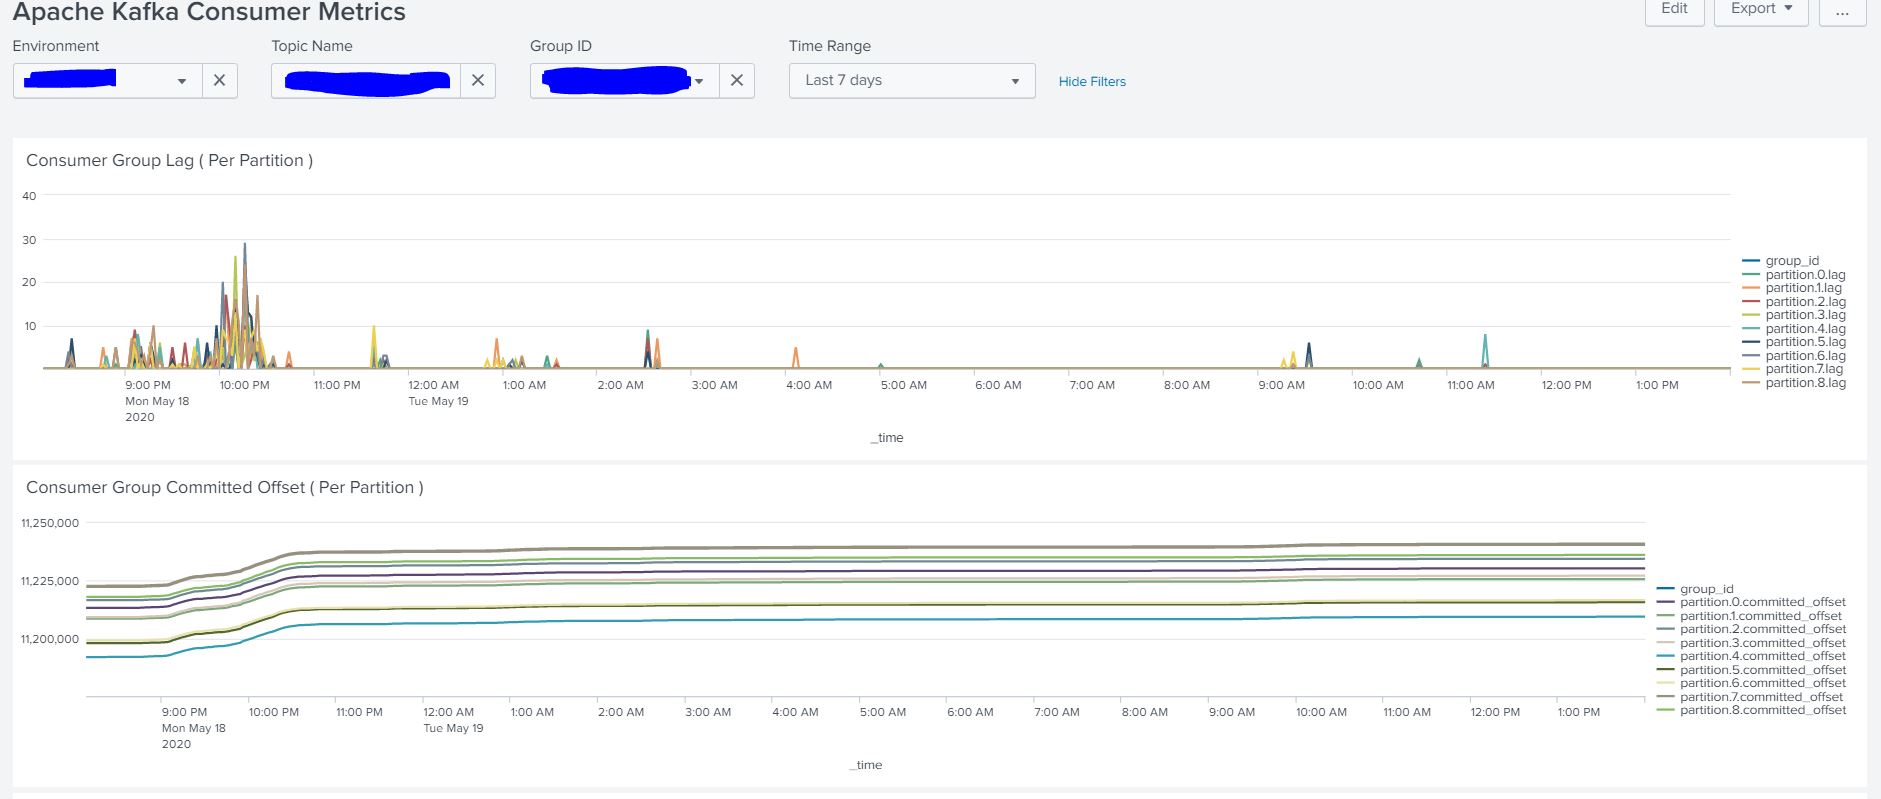 Apache Kafka Consumer Metrics
Edit
Export
...
Environment
Topic Name
Group ID
Time Range
Last 7 days
Hide Filters
Consumer Group Lag ( Per Partition )
40
30
20
10
9:00 PM
Mon May 18
2020
10:00 PM
11:00 PM
12:00 AM
Tue May 19
1:00 AM
2:00 AM
3:00 AM
4:00 AM
5:00 AM
6:00 AM
7:00 AM
8:00 AM
9:00 AM
10:00 AM
11:00 AM
12:00 PM
1:00 PM
_time
group_id
partition.0.lag
partition.1.lag
partition.2.lag
partition.3.lag
partition.4.lag
partition.5.lag
partition.6.lag
partition.7.lag
partition.8.lag
Consumer Group Committed Offset ( Per Partition )
11,250,000
11,225,000
11,200,000
9:00 PM
Mon May 18
2020
10:00 PM
11:00 PM
12:00 AM
Tue May 19
1:00 AM
2:00 AM
3:00 AM
4:00 AM
5:00 AM
6:00 AM
7:00 AM
8:00 AM
9:00 AM
10:00 AM
11:00 AM
12:00 PM
1:00 PM
_time
group_id
partition.0.committed_offset
partition.1.committed_offset
partition.2.committed_offset
partition.3.committed_offset
partition.4.committed_offset
partition.5.committed_offset
partition.6.committed_offset
partition.7.committed_offset
partition.8.committed_offset